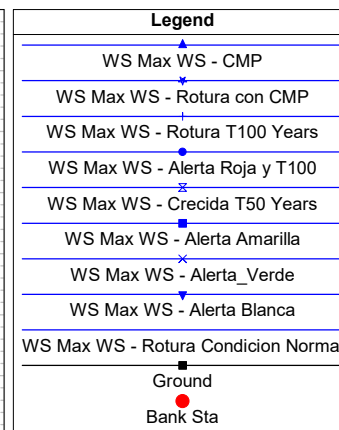 Legend
WS Max WS - CMP
WS Max WS - Rotura con CMP
WS Max WS - Rotura T100 Years
WS Max WS - Alerta Roja y T100
WS Max WS - Crecida T50 Years
WS Max WS - Alerta Amarilla
WS Max WS - Alerta_Verde
WS Max WS - Alerta Blanca
WS Max WS - Rotura Condicion Norma
Ground
Bank Sta